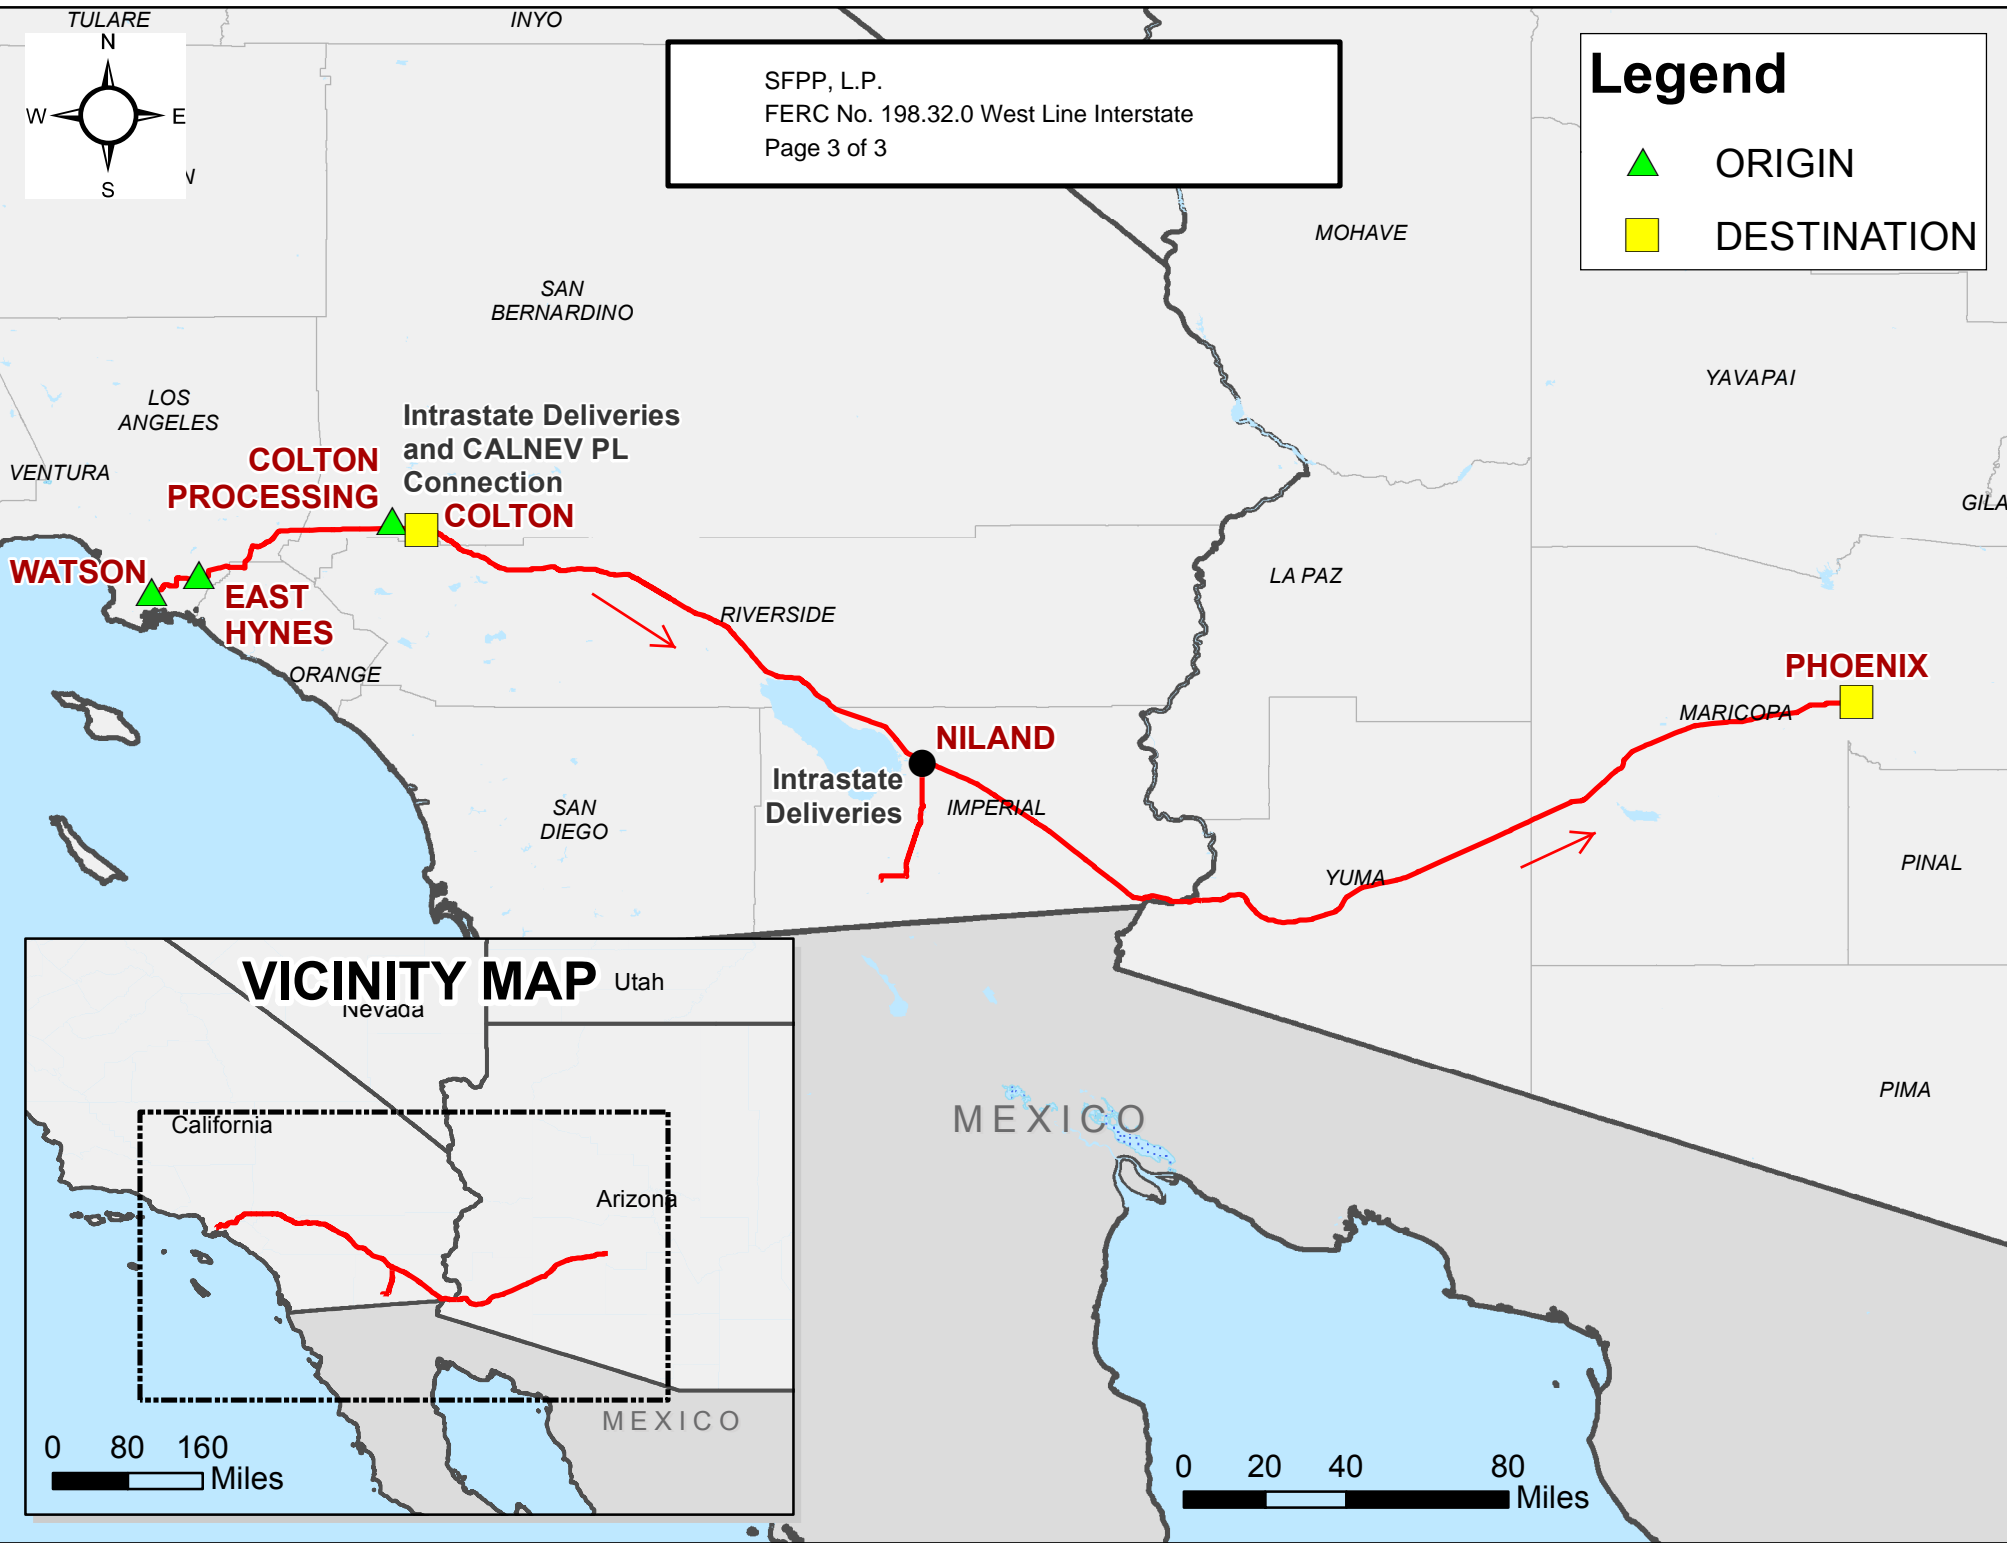 TULARE
INYO
N
W
E
S
N
SFPP, L.P.
FERC No. 198.32.0 West Line Interstate
Page 3 of 3
Legend
ORIGIN
DESTINATION
MOHAVE
SAN
BERNARDINO
YAVAPAI
LOS
ANGELES
VENTURA
Intrastate Deliveries
and CALNEV PL
Connection
COLTON
PROCESSING
COLTON
GILA
WATSON
EAST
HYNES
LA PAZ
RIVERSIDE
ORANGE
PHOENIX
MARICOPA
NILAND
Intrastate
Deliveries
IMPERIAL
SAN
DIEGO
YUMA
PINAL
PIMA
MEXICO
VICINITY MAP
Utah
Nevada
California
Arizona
MEXICO
0 80 160
Miles
0 20 40 80
Miles